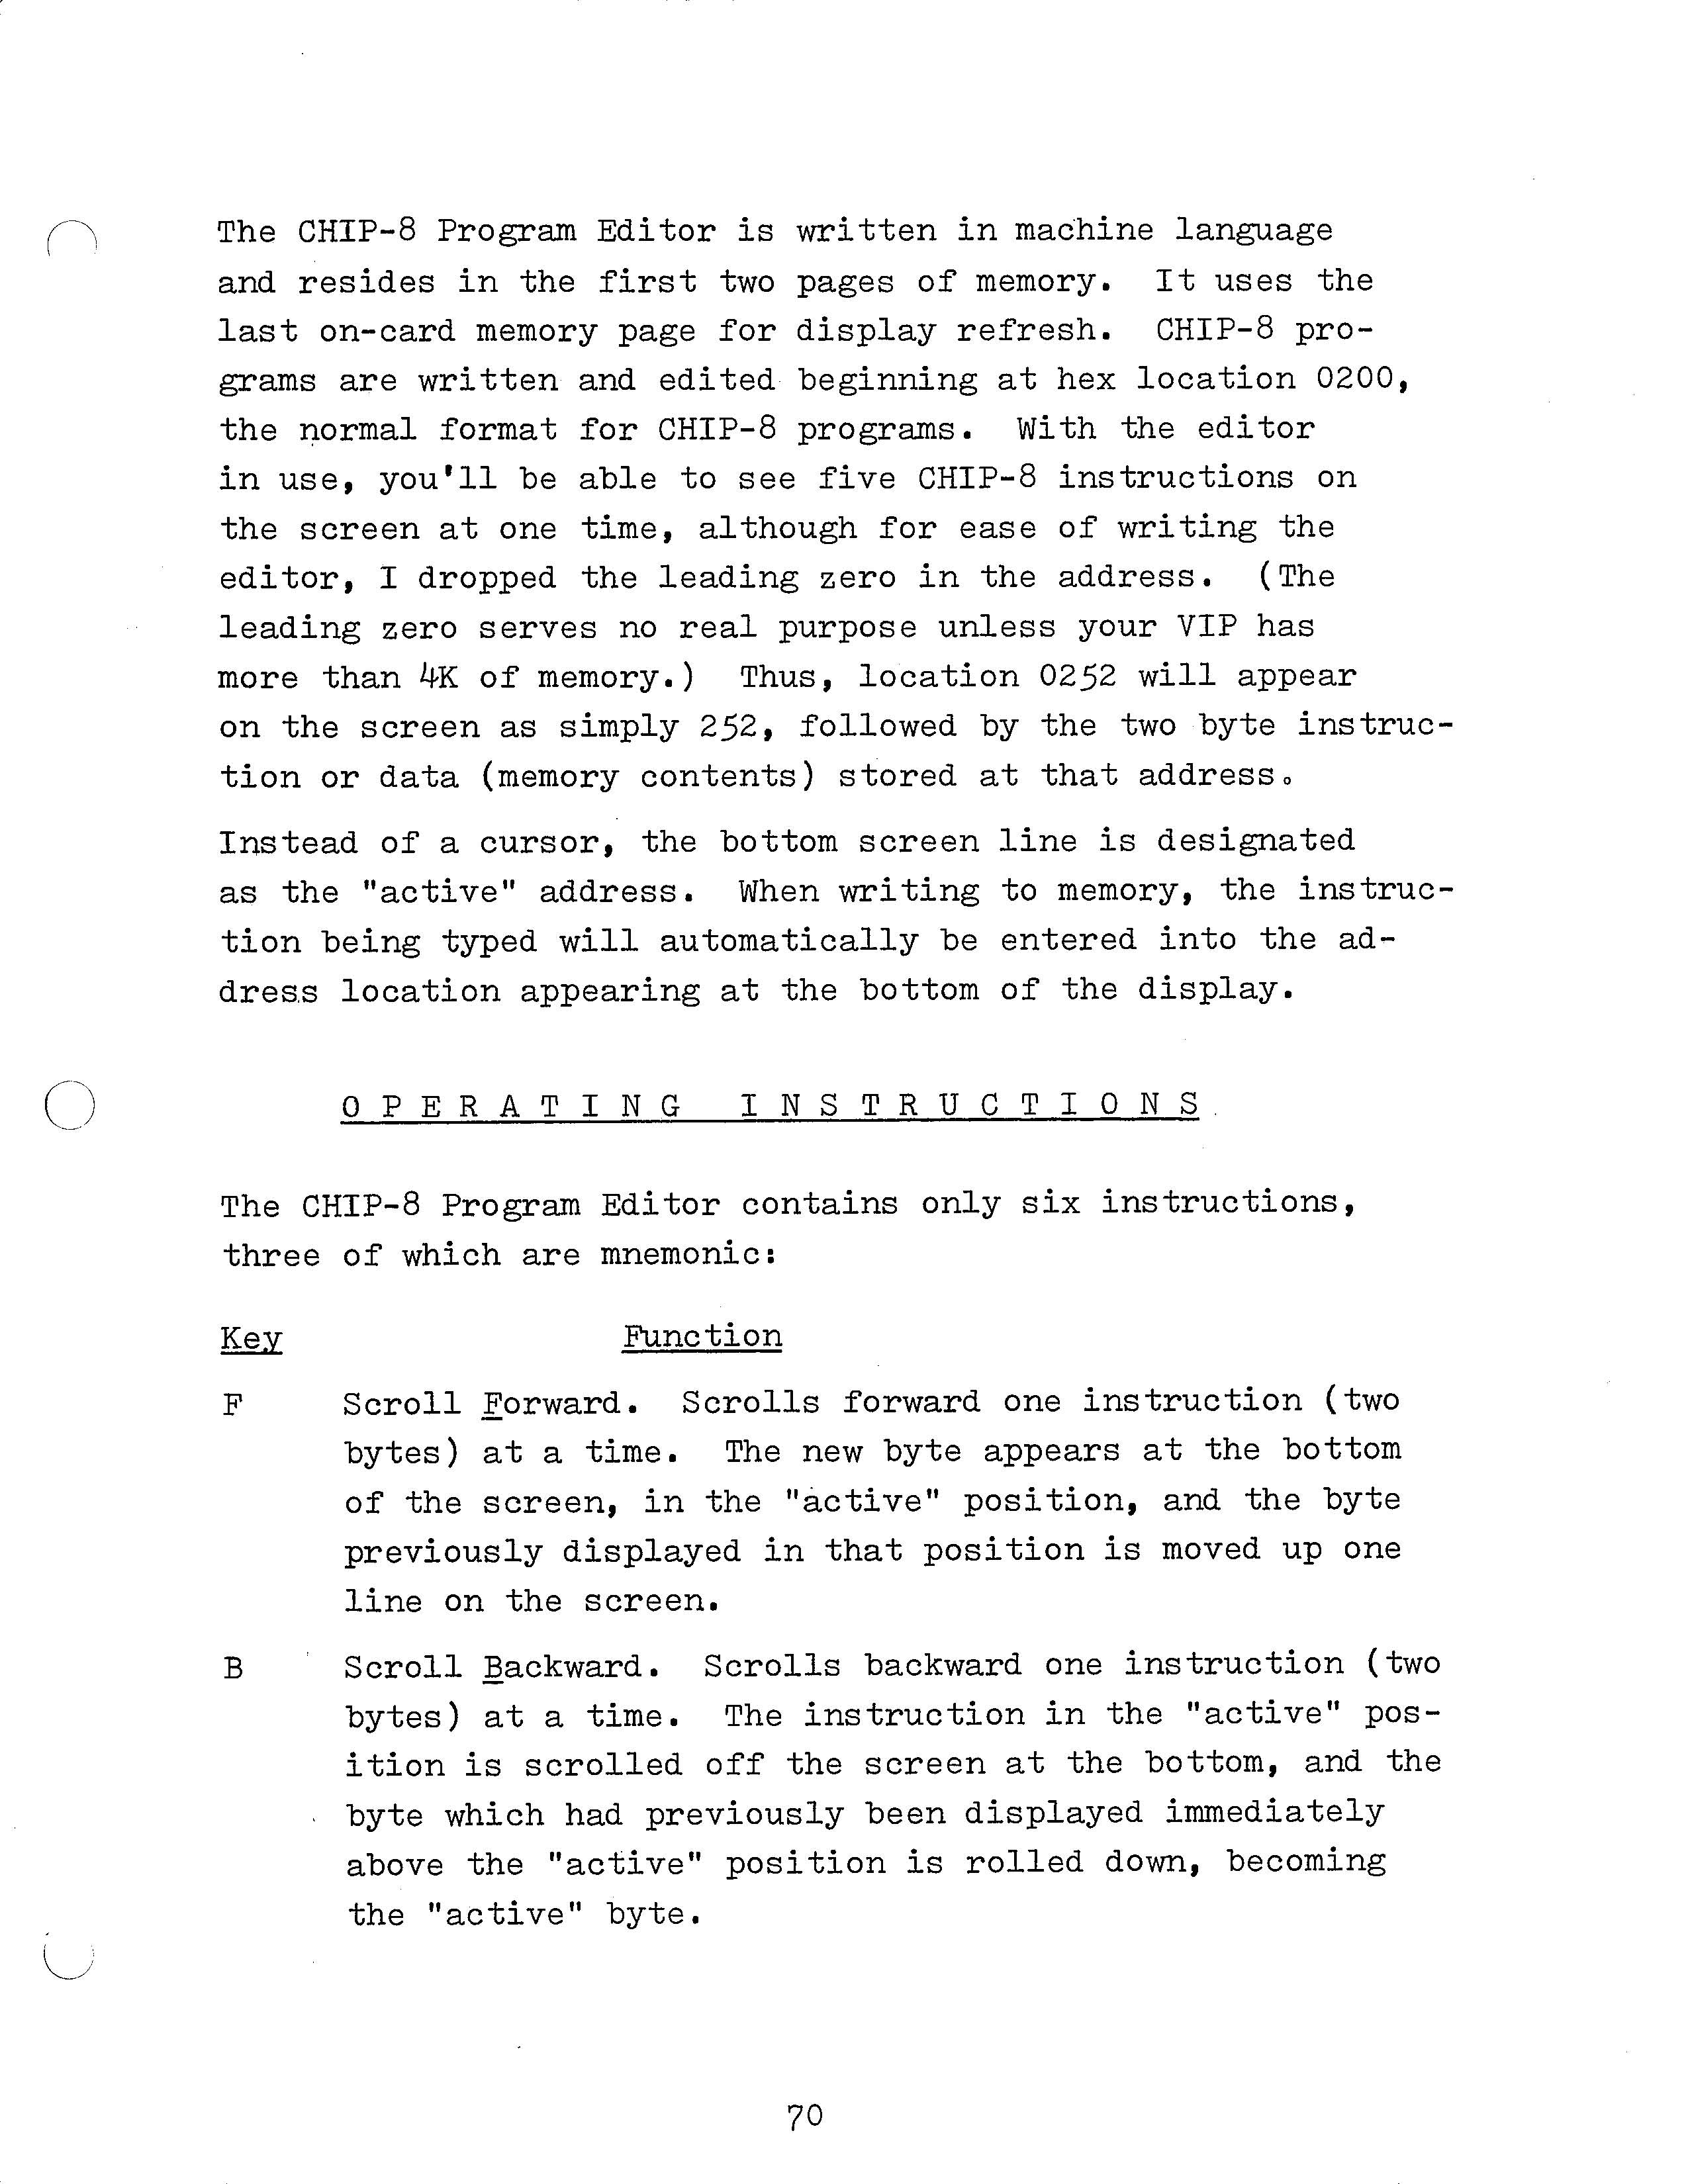 The CHIP-8 Program Editor is written in machine language
and resides in the first two pages of memory.  It uses the
last on-card memory page for display refresh.  CHIP-8 pro-
grams are written and edited beginning at hex location 0200,
the normal format for CHIP-8 programs.  With the editor
in use, you'll be able to see five CHIP-8 instructions on
the screen at one time, although for ease of writing the
editor, I dropped the leading zero in the address.  (The
leading zero serves no real purpose unless your VIP has
more than 4K of memory.)  Thus, location 0252 will appear
on the screen as simply 252, followed by the two byte instruc-
tion or data (memory contents) stored at that address.
Instead of a cursor, the bottom screen line is designated
as the "active" address.  When writing to memory, the instruc-
tion being typed will automatically be entered into the ad-
dress location appearing at the bottom of the display.
O P E R A T I N G   I N S T R U C T I O N S
The CHIP-8 Program Editor contains only six instructions,
three of which are mnemonic:
Key Function
F Scroll Forward.  Scrolls forward one instruction (two
bytes) at a time.  The new byte appears at the bottom
of the screen, in the "active" position, and the byte
previously displayed in that position is moved up one
line on the screen.
B Scroll Backward.  Scrolls backward one instruction (two
bytes) at a time.  The instruction in the "active" pos-
ition is scrolled off the screen at the bottom, and the
byte which had previously been displayed immediately
above the "active" position is rolled down, becoming
the "active" byte.
70